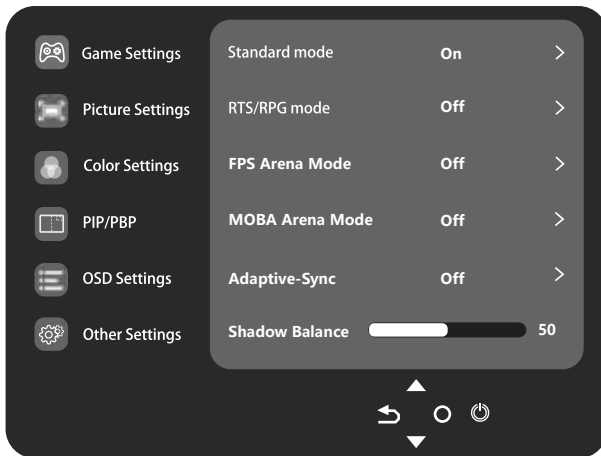 Game Settings
Picture Settings
Color Settings
PIP/PBP
OSD Settings
Other Settings
Standard mode On >
RTS/RPG mode Off >
FPS Arena Mode Off >
MOBA Arena Mode Off >
Adaptive-Sync Off >
Shadow Balance 50